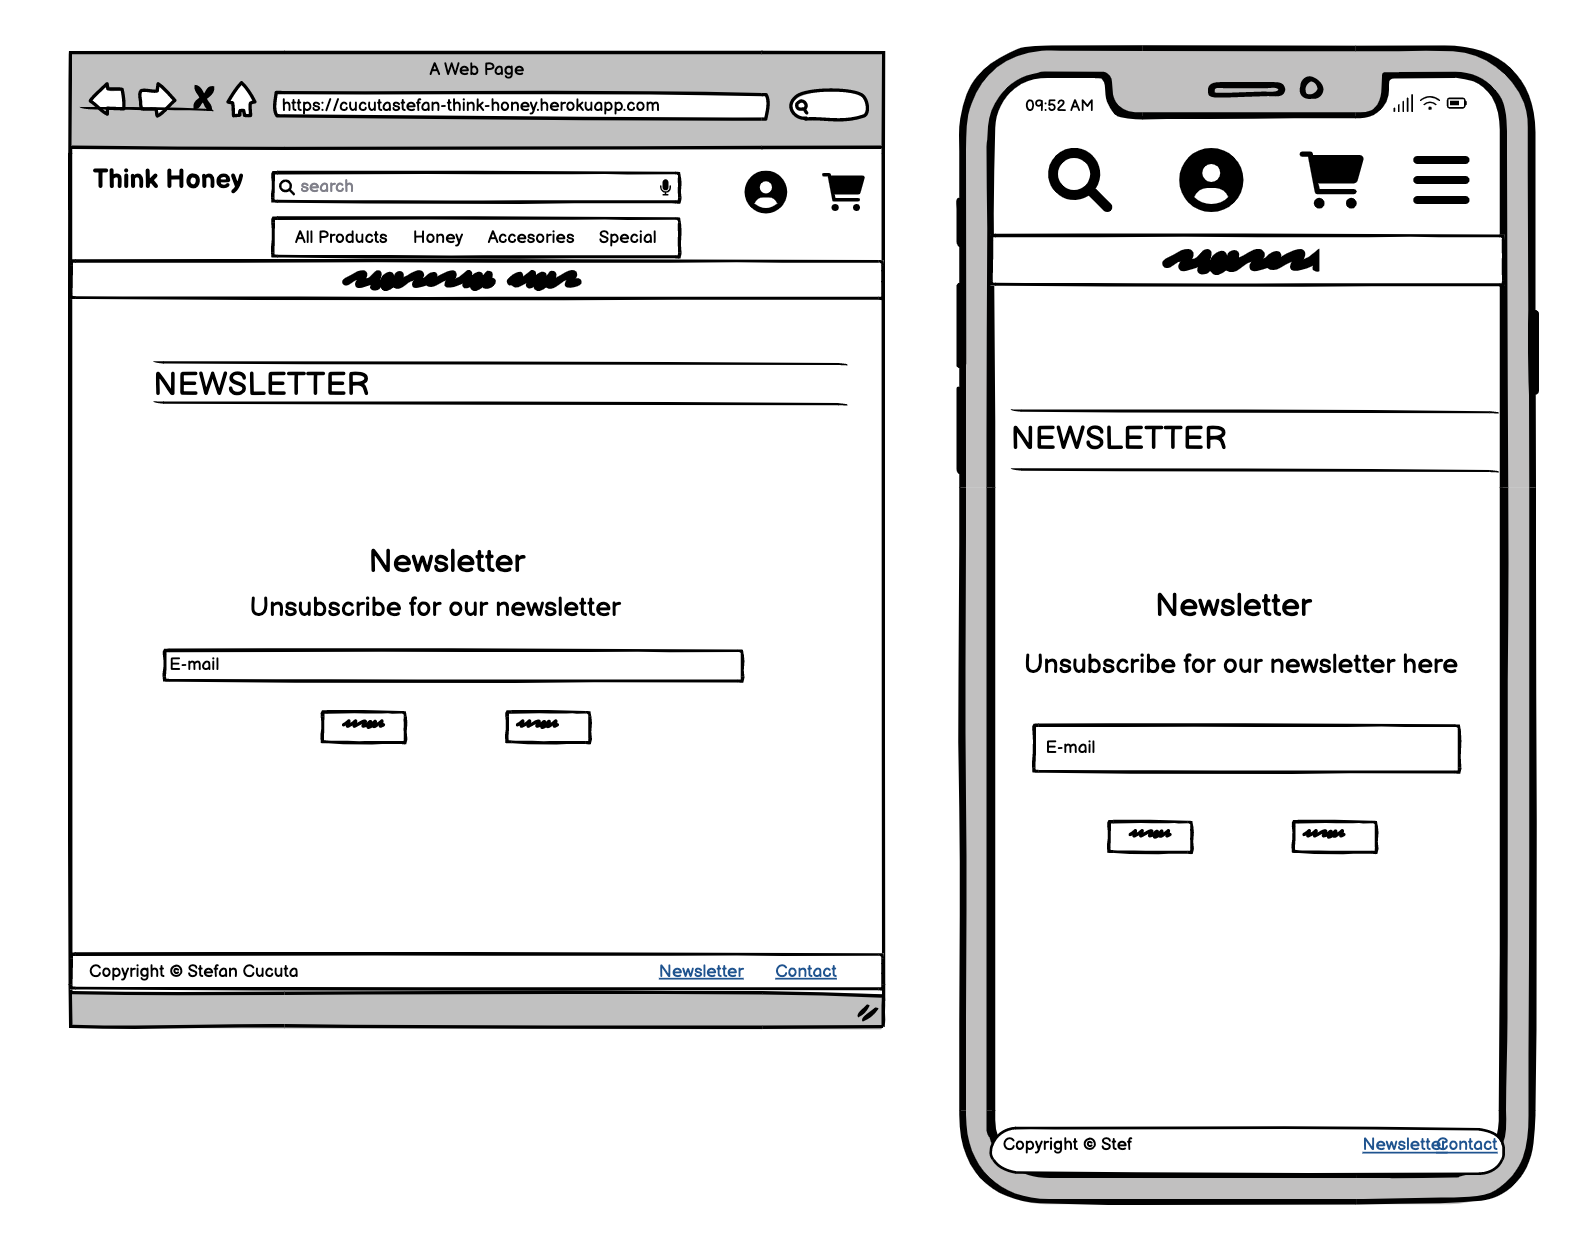 A Web Page
https://cucutastefan-think-honey.herokuapp.com
Think Honey
search
All Products Honey Accesories Special
NEWSLETTER
Newsletter
Unsubscribe for our newsletter
E-mail
Copyright © Stefan Cucuta Newsletter Contact
09:52 AM
NEWSLETTER
Newsletter
Unsubscribe for our newsletter here
E-mail
Copyright © Stef Newsletter Contact